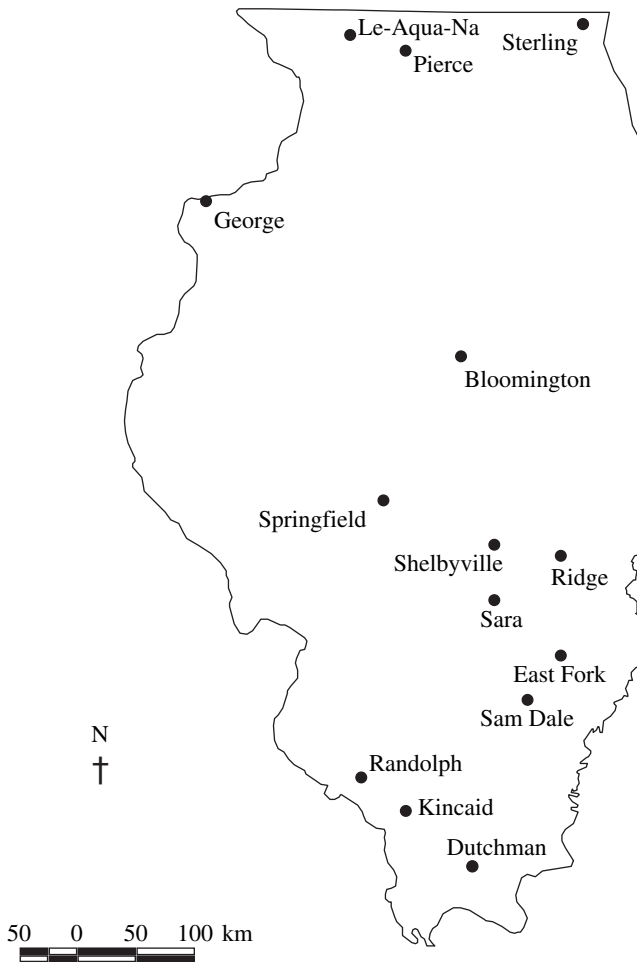 Le-Aqua-Na
Sterling
Pierce
George
Bloomington
Springfield
Shelbyville
Ridge
Sara
East Fork
Sam Dale
N
Randolph
Kincaid
Dutchman
50 0 50 100 km